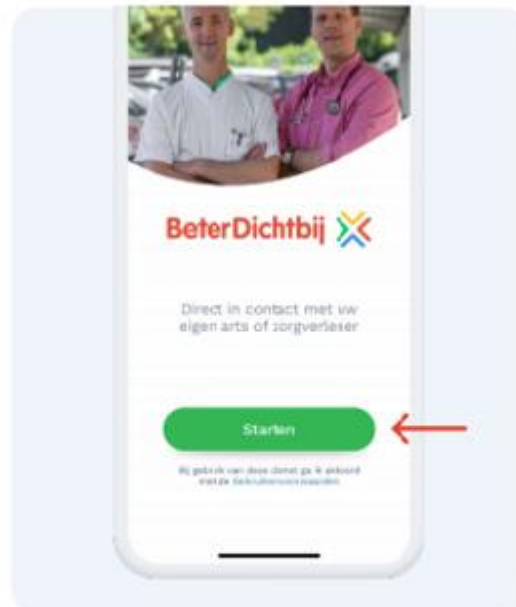 BeterDichtbij
Direct in contact met uw
eigen arts of zorgverlener
Starten
Bij gebruik van deze dienst ga ik akkoord
met de Gebruikersvoorwaarden